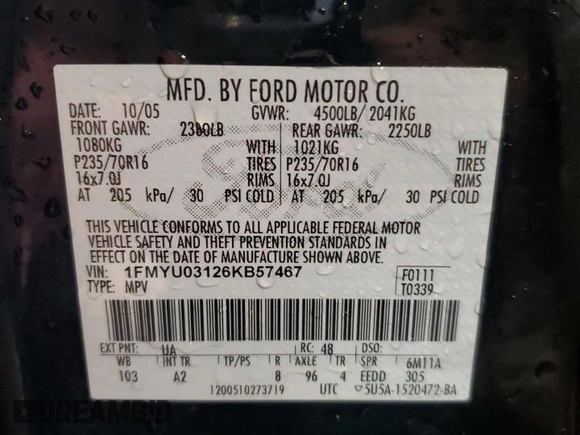 MFD. BY FORD MOTOR CO.
DATE: 10/05 GVWR: 4500LB/ 2041KG
FRONT GAWR: 2380LB REAR GAWR: 2250LB
1080KG WITH 1021KG WITH
P235/70R16 TIRES P235/70R16 TIRES
16x7.0J RIMS 16x7.0J RIMS
AT 205 kPa/ 30 PSI COLD AT 205 kPa/ 30 PSI COLD
THIS VEHICLE CONFORMS TO ALL APPLICABLE FEDERAL MOTOR
VEHICLE SAFETY AND THEFT PREVENTION STANDARDS IN
EFFECT ON THE DATE OF MANUFACTURE SHOWN ABOVE.
VIN: 1FMYU03126KB57467 F0111
TYPE: MPV T0339
EXT PNT: UA RC: 48 DSO:
WB INT TR TP/PS R AXLE TR SPR 6M11A
103 A2 8 96 4 EEDD 305
1200510273719 UTC 5U5A-1520472-BA
DREAMBID